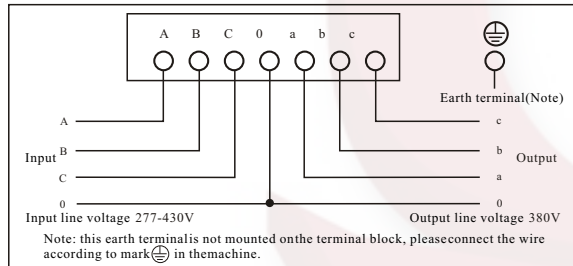 A B C 0 a b c
Earth terminal(Note)
A c
Input B b Output
C a
0 0
Input line voltage 277-430V Output line voltage 380V
Note: this earth terminalis not mounted onthe terminal block, pleaseconnect the wire
according to mark in themachine.